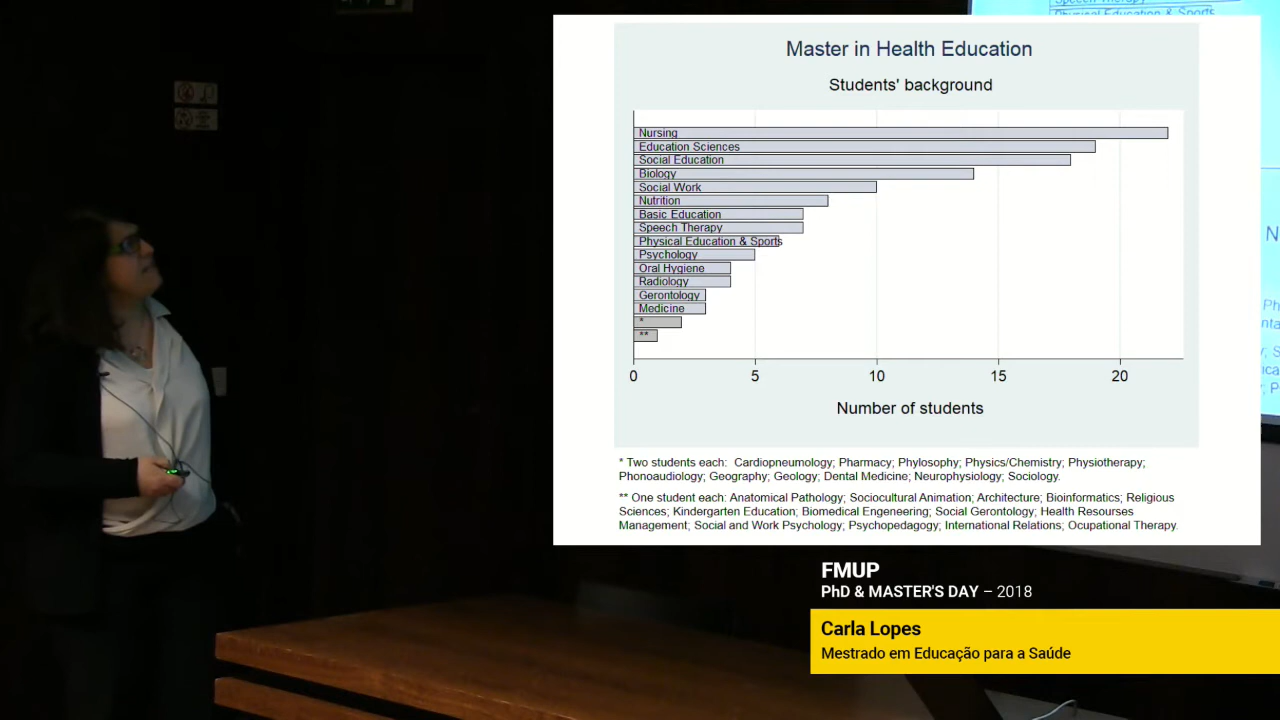 Master in Health Education
Students' background
Nursing
Education Sciences
Social Education
Biology
Social Work
Nutrition
Basic Education
Speech Therapy
Physical Education & Sports
Psychology
Oral Hygiene
Radiology
Gerontology
Medicine
*
**
0 5 10 15 20
Number of students
* Two students each: Cardiopneumology; Pharmacy; Phylosophy; Physics/Chemistry; Physiotherapy;
Phonoaudiology; Geography; Geology; Dental Medicine; Neurophysiology; Sociology.
** One student each: Anatomical Pathology; Sociocultural Animation; Architecture; Bioinformatics; Religious
Sciences; Kindergarten Education; Biomedical Engeneering; Social Gerontology; Health Resourses
Management; Social and Work Psychology; Psychopedagogy; International Relations; Ocupational Therapy.
Physical Education & Sports
FMUP
PhD & MASTER'S DAY – 2018
Carla Lopes
Mestrado em Educação para a Saúde